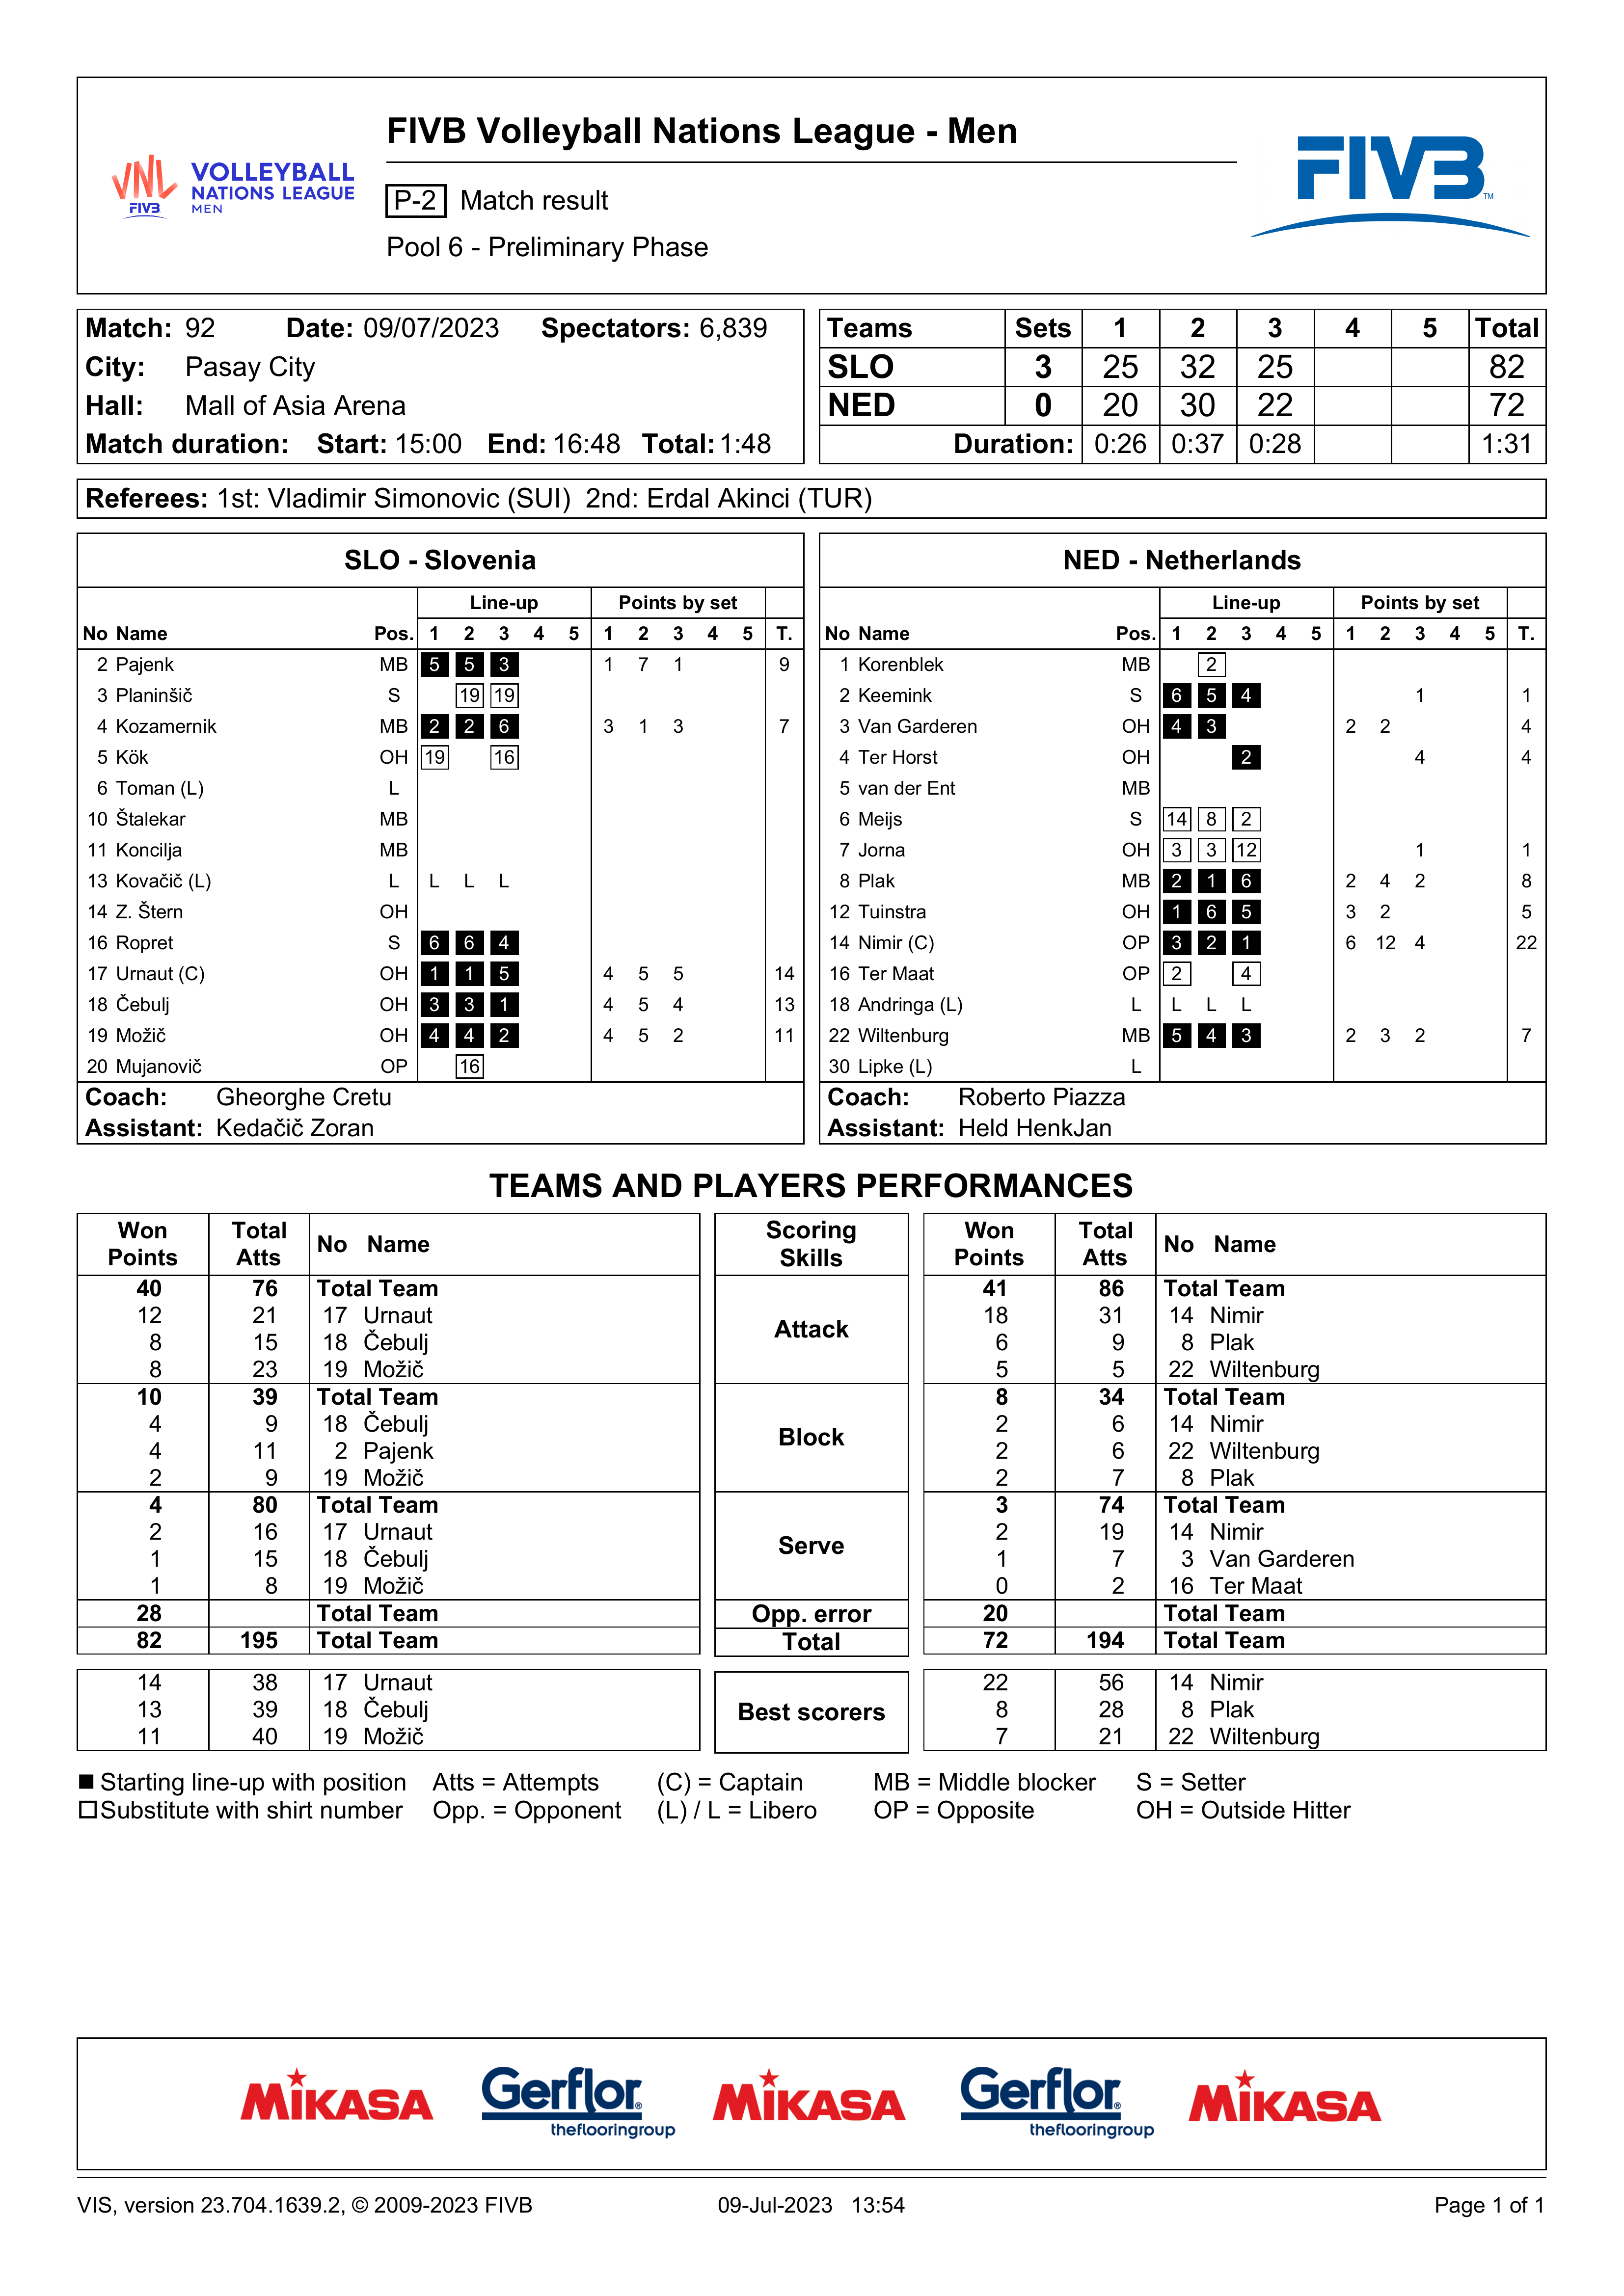 FIVB Volleyball Nations League - Men
VNL FIVB VOLLEYBALL NATIONS LEAGUE MEN
P-2 Match result
Pool 6 - Preliminary Phase
FIVB TM
Match: 92 Date: 09/07/2023 Spectators: 6,839
City: Pasay City
Hall: Mall of Asia Arena
Match duration: Start: 15:00 End: 16:48 Total: 1:48
Teams Sets 1 2 3 4 5 Total
SLO 3 25 32 25 82
NED 0 20 30 22 72
Duration: 0:26 0:37 0:28 1:31
Referees: 1st: Vladimir Simonovic (SUI) 2nd: Erdal Akinci (TUR)
SLO - Slovenia
Line-up Points by set
No Name Pos. 1 2 3 4 5 1 2 3 4 5 T.
2 Pajenk MB 5 5 3 1 7 1 9
3 Planinšič S 19 19
4 Kozamernik MB 2 2 6 3 1 3 7
5 Kök OH 19 16
6 Toman (L) L
10 Štalekar MB
11 Koncilja MB
13 Kovačič (L) L L L L
14 Z. Štern OH
16 Ropret S 6 6 4
17 Urnaut (C) OH 1 1 5 4 5 5 14
18 Čebulj OH 3 3 1 4 5 4 13
19 Možič OH 4 4 2 4 5 2 11
20 Mujanovič OP 16
Coach: Gheorghe Cretu
Assistant: Kedačič Zoran
NED - Netherlands
Line-up Points by set
No Name Pos. 1 2 3 4 5 1 2 3 4 5 T.
1 Korenblek MB 2
2 Keemink S 6 5 4 1 1
3 Van Garderen OH 4 3 2 2 4
4 Ter Horst OH 2 4 4
5 van der Ent MB
6 Meijs S 14 8 2
7 Jorna OH 3 3 12 1 1
8 Plak MB 2 1 6 2 4 2 8
12 Tuinstra OH 1 6 5 3 2 5
14 Nimir (C) OP 3 2 1 6 12 4 22
16 Ter Maat OP 2 4
18 Andringa (L) L L L L
22 Wiltenburg MB 5 4 3 2 3 2 7
30 Lipke (L) L
Coach: Roberto Piazza
Assistant: Held HenkJan
TEAMS AND PLAYERS PERFORMANCES
Won Points Total Atts No Name Scoring Skills Won Points Total Atts No Name
Attack
40 76 Total Team 41 86 Total Team
12 21 17 Urnaut 18 31 14 Nimir
8 15 18 Čebulj 6 9 8 Plak
8 23 19 Možič 5 5 22 Wiltenburg
Block
10 39 Total Team 8 34 Total Team
4 9 18 Čebulj 2 6 14 Nimir
4 11 2 Pajenk 2 6 22 Wiltenburg
2 9 19 Možič 2 7 8 Plak
Serve
4 80 Total Team 3 74 Total Team
2 16 17 Urnaut 2 19 14 Nimir
1 15 18 Čebulj 1 7 3 Van Garderen
1 8 19 Možič 0 2 16 Ter Maat
28 Total Team Opp. error 20 Total Team
82 195 Total Team Total 72 194 Total Team
Best scorers
14 38 17 Urnaut 22 56 14 Nimir
13 39 18 Čebulj 8 28 8 Plak
11 40 19 Možič 7 21 22 Wiltenburg
Starting line-up with position Atts = Attempts (C) = Captain MB = Middle blocker S = Setter
Substitute with shirt number Opp. = Opponent (L) / L = Libero OP = Opposite OH = Outside Hitter
MIKASA Gerflor® theflooringgroup MIKASA Gerflor® theflooringgroup MIKASA
VIS, version 23.704.1639.2, © 2009-2023 FIVB 09-Jul-2023 13:54 Page 1 of 1